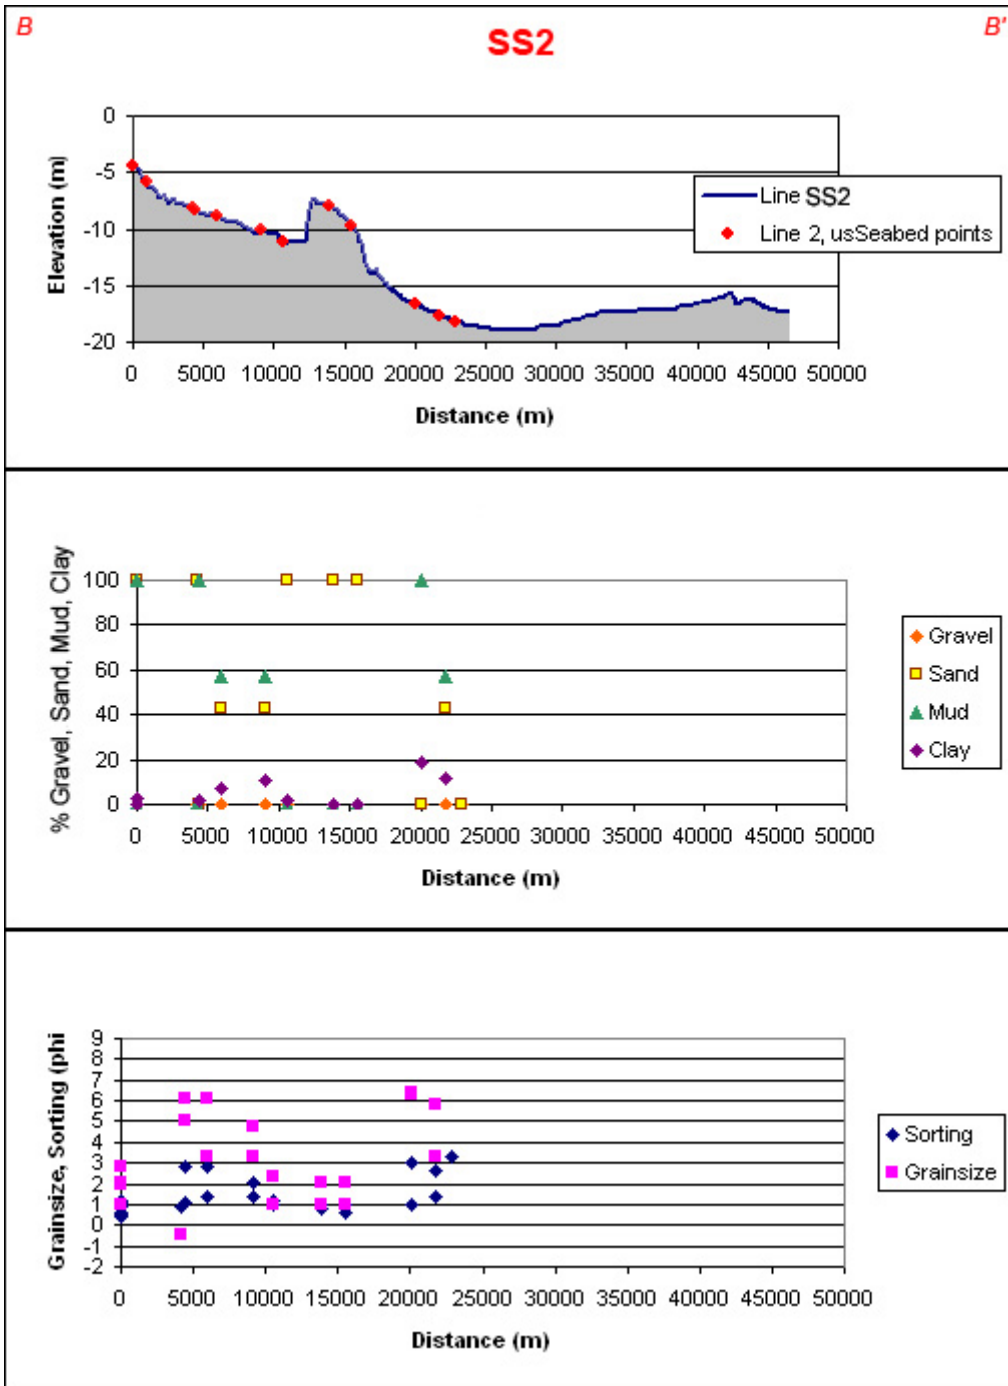 B
SS2
B'
0
-5
-10
-15
-20
Elevation (m)
0 5000 10000 15000 20000 25000 30000 35000 40000 45000 50000
Distance (m)
Line SS2
Line 2, usSeabed points
% Gravel, Sand, Mud, Clay
100
80
60
40
20
0
0 5000 10000 15000 20000 25000 30000 35000 40000 45000 50000
Distance (m)
Gravel
Sand
Mud
Clay
Grainsize, Sorting (phi
9
8
7
6
5
4
3
2
1
0
-1
-2
0 5000 10000 15000 20000 25000 30000 35000 40000 45000 50000
Distance (m)
Sorting
Grainsize